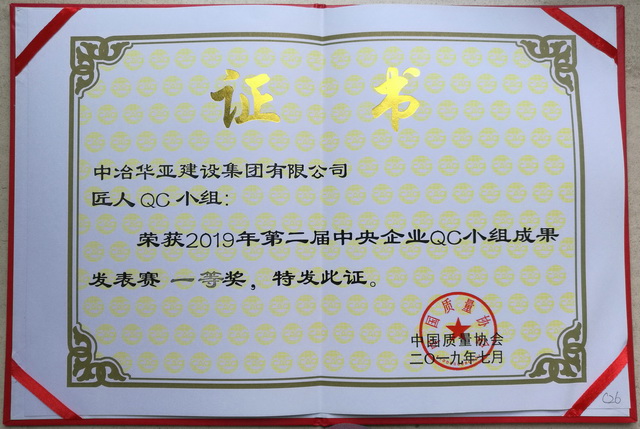 证 书
中冶华亚建设集团有限公司
匠人QC小组：
荣获2019年第二届中央企业QC小组成果
发表赛 一等奖，特发此证。
中国质量协会
中国质量协会
二〇一九年七月
C26